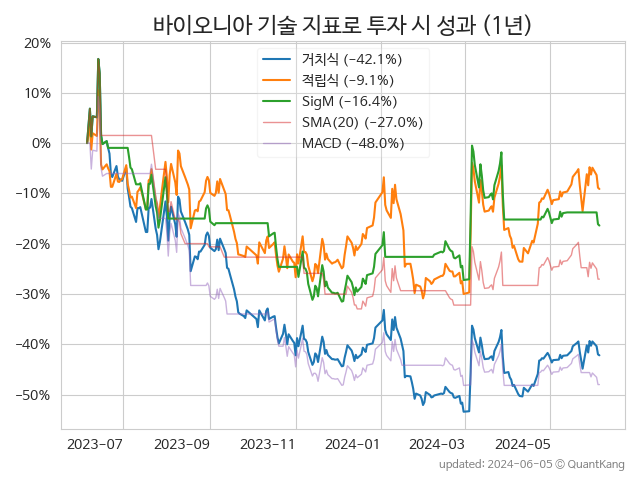 바이오니아 기술 지표로 투자 시 성과 (1년)
거치식 (−42.1%)
적립식 (−9.1%)
SigM (−16.4%)
SMA(20) (−27.0%)
MACD (−48.0%)
20%
10%
0%
−10%
−20%
−30%
−40%
−50%
2023-07 2023-09 2023-11 2024-01 2024-03 2024-05
updated: 2024-06-05 © QuantKang